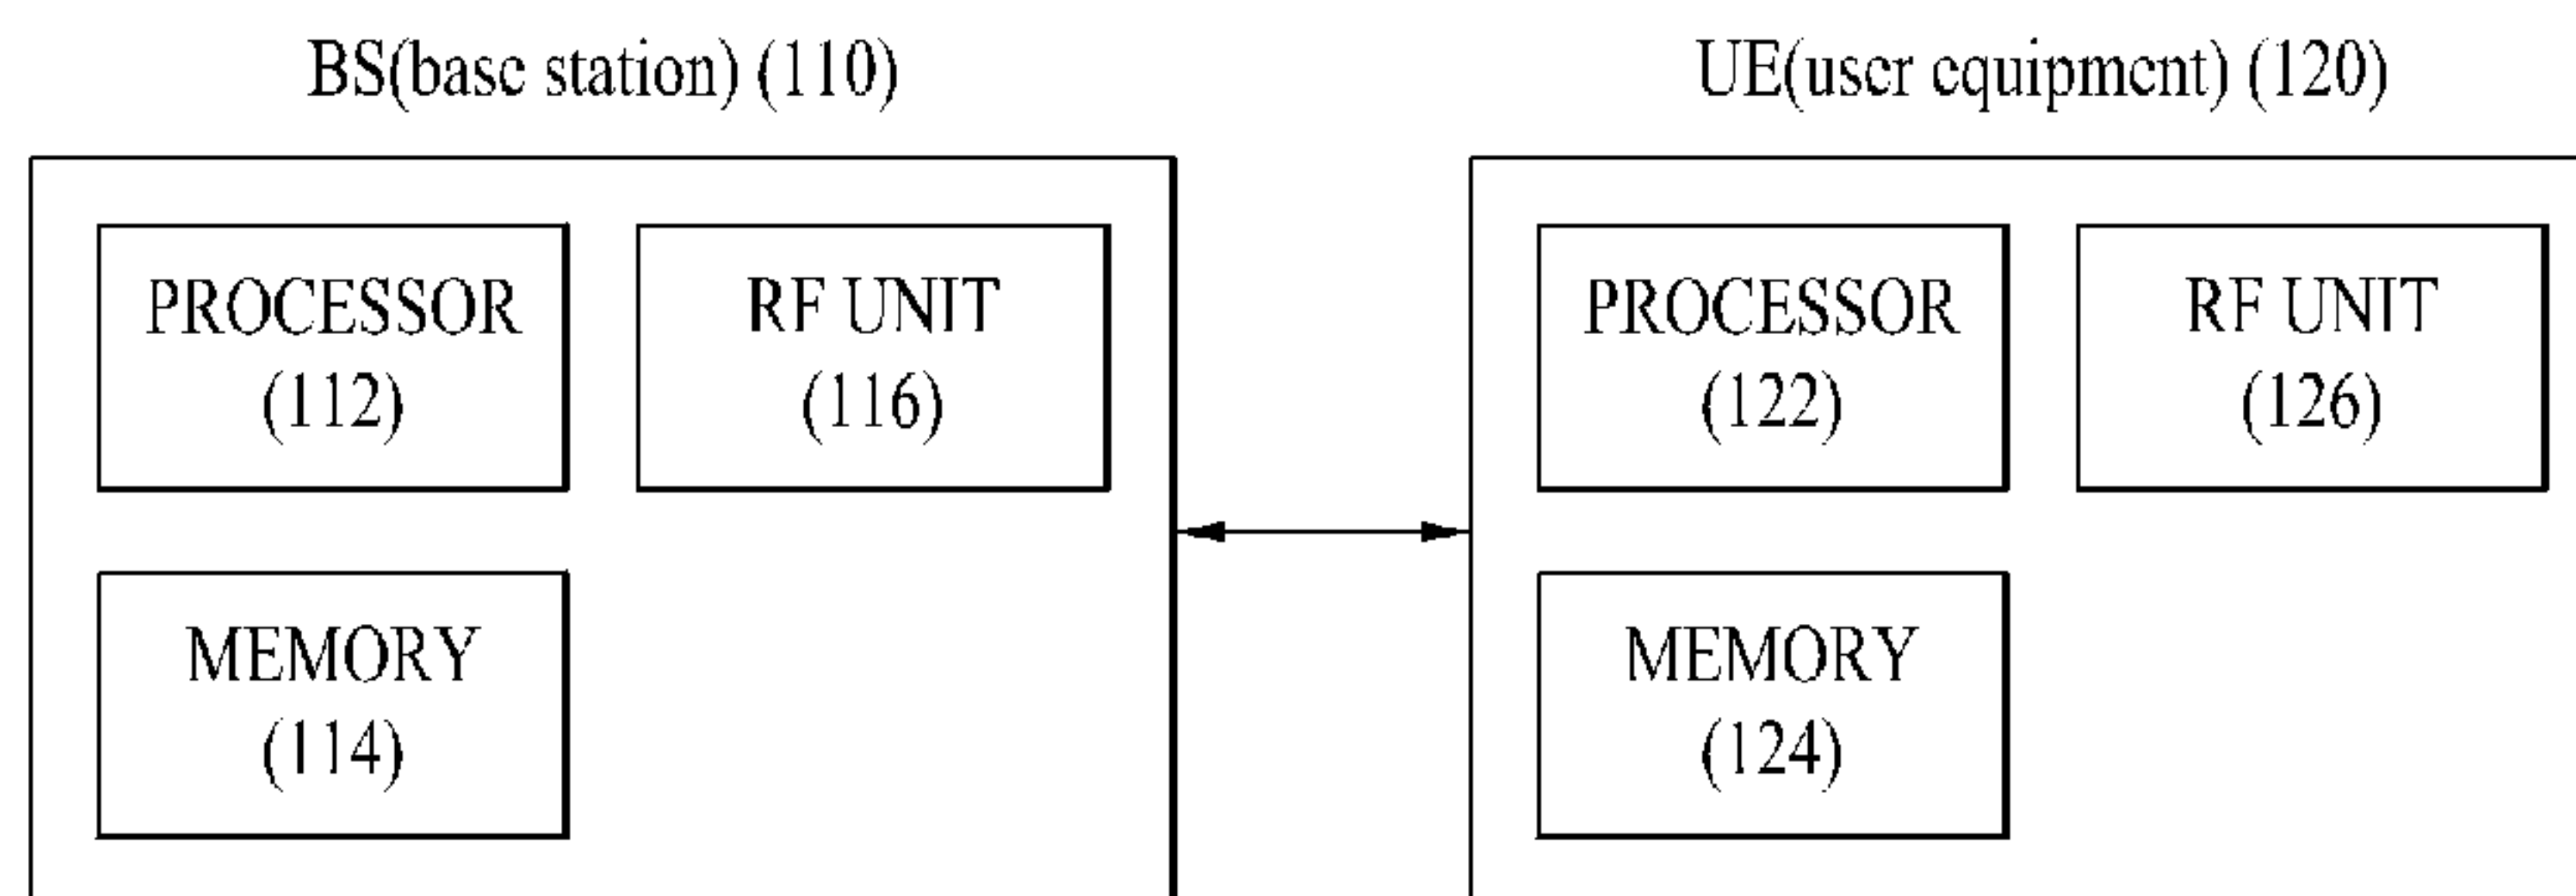 BS(base station) (110)
UE(user equipment) (120)
PROCESSOR
(112)
RF UNIT
(116)
PROCESSOR
(122)
RF UNIT
(126)
MEMORY
(114)
MEMORY
(124)